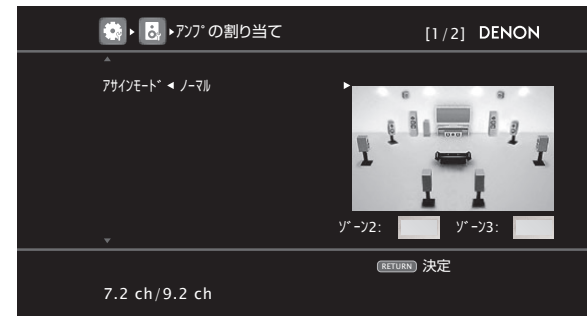 ｱﾝﾌﾟの割り当て [1/2] DENON
ｱｻｲﾝﾓｰﾄﾞ ◀ ﾉｰﾏﾙ ▶
ｿﾞｰﾝ2: ｿﾞｰﾝ3:
RETURN 決定
7.2 ch/9.2 ch